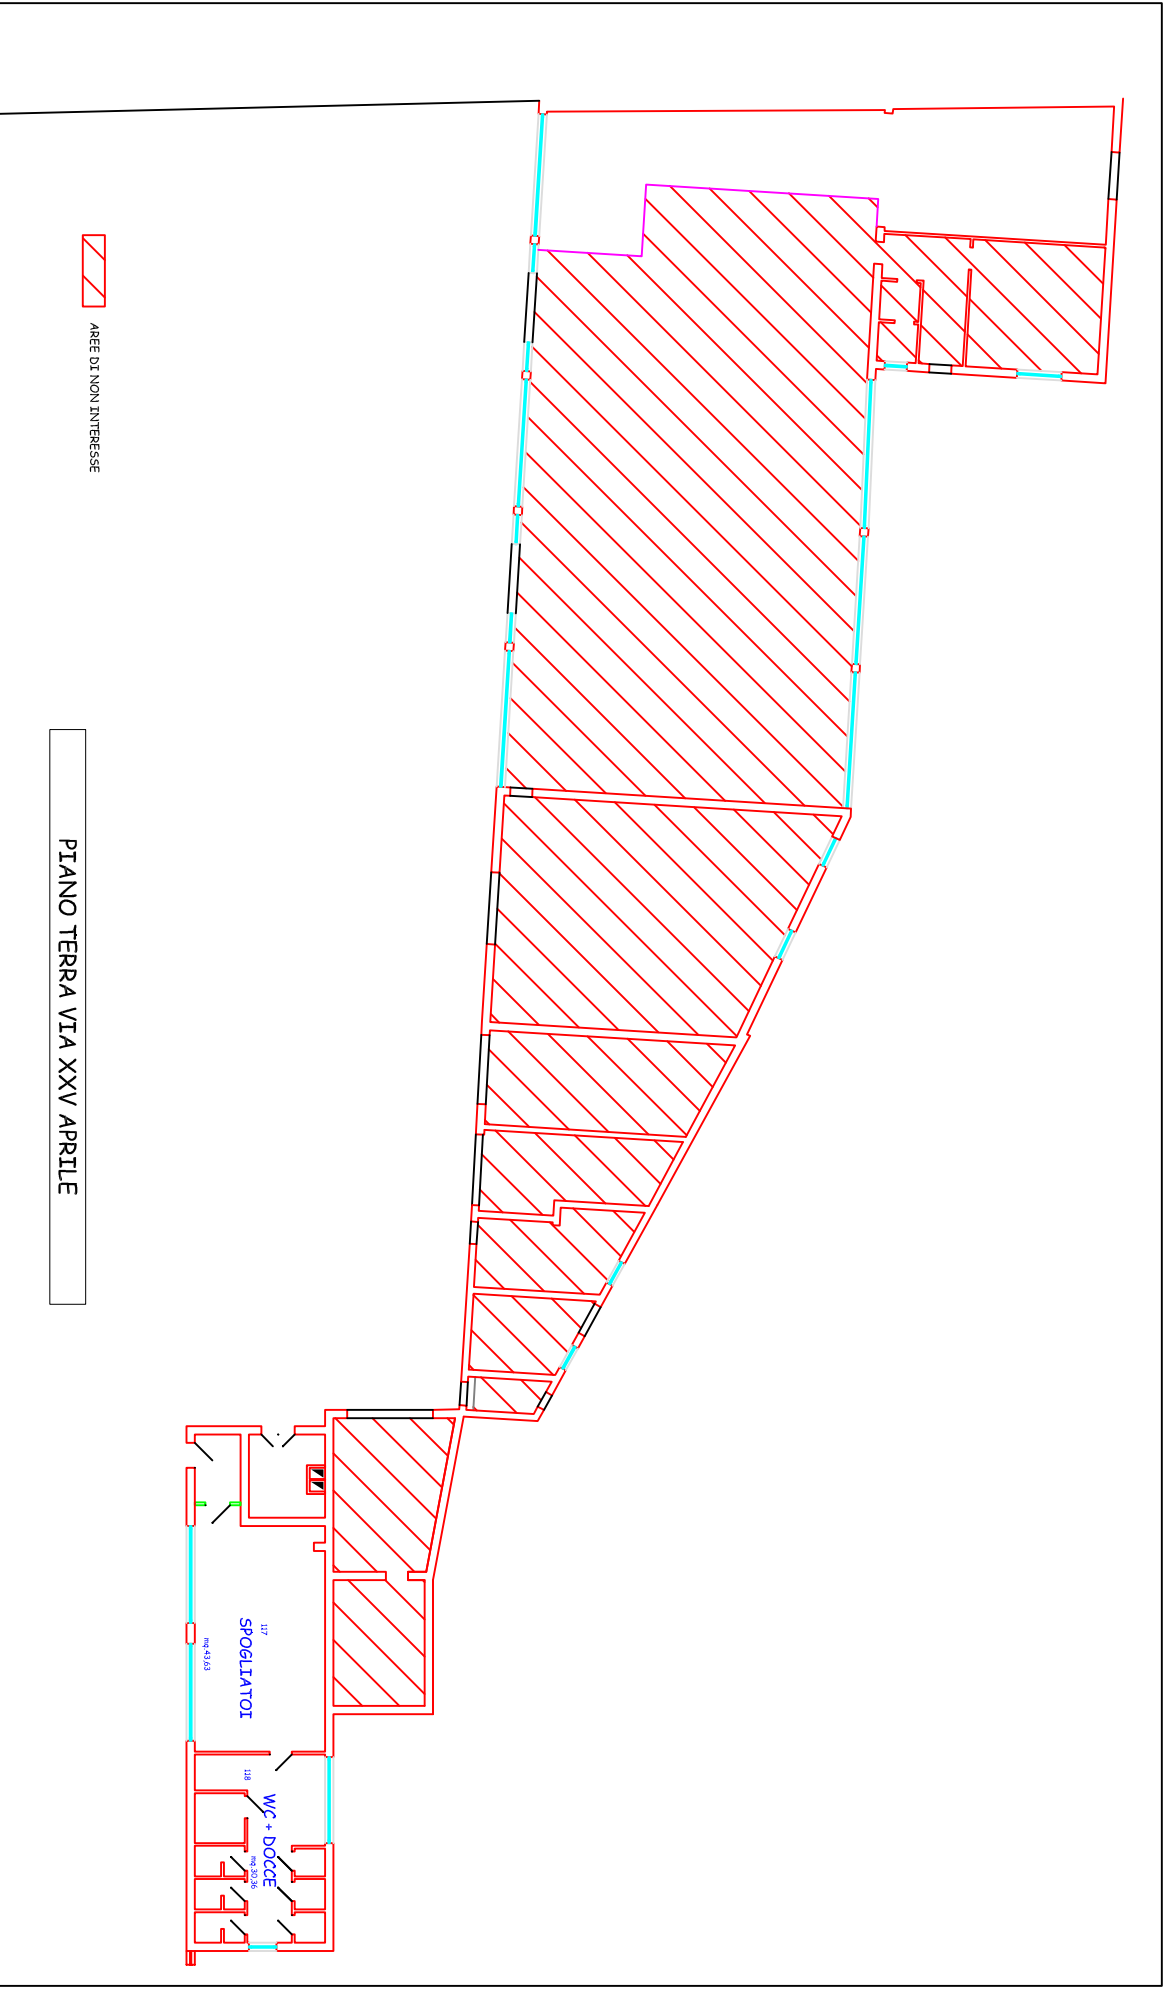 AREE DI NON INTERESSE
PIANO TERRA VIA XXV APRILE
117
SPOGLIATOI
mq.43,63
118
WC + DOCCE
mq.30,36